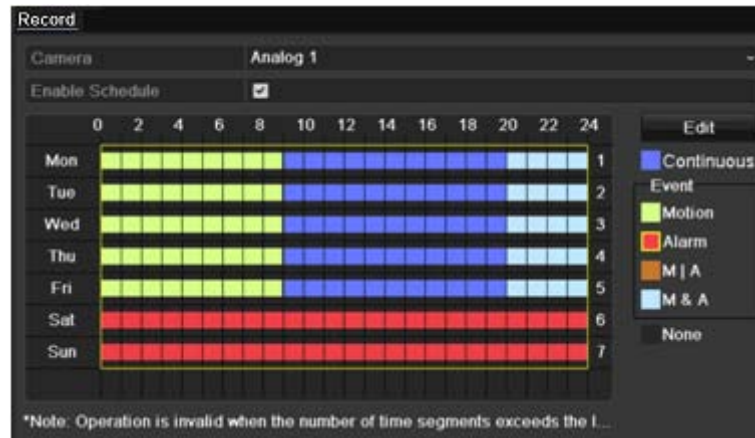 Record
Camera Analog 1
Enable Schedule
0 2 4 6 8 10 12 14 16 18 20 22 24
Edit
Mon 1
Continuous
Event
Tue 2
Motion
Wed 3
Alarm
Thu 4
M | A
Fri 5
M & A
Sat 6
None
Sun 7
*Note: Operation is invalid when the number of time segments exceeds the l...